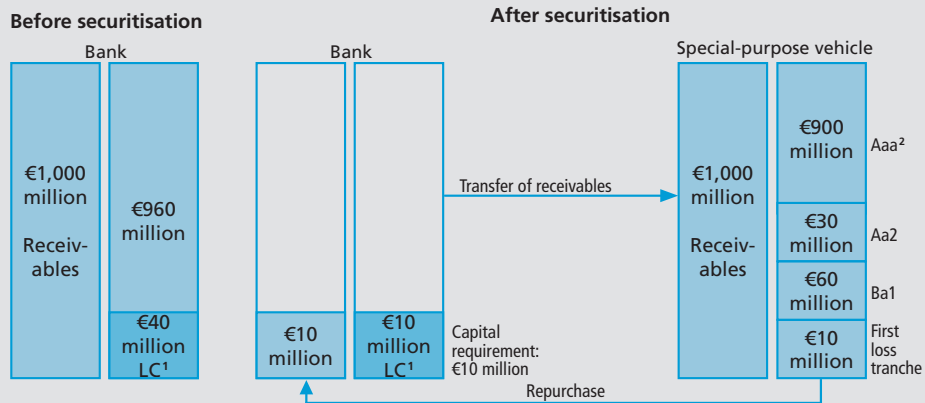 Before securitisation
After securitisation
Bank
Bank
Special-purpose vehicle
€1,000
million
Receiv-
ables
€960
million
€40
million
LC¹
€10
million
€10
million
LC¹
Capital
requirement:
€10 million
Transfer of receivables
Repurchase
€1,000
million
Receiv-
ables
€900
million
Aaa²
€30
million
Aa2
€60
million
Ba1
€10
million
First
loss
tranche